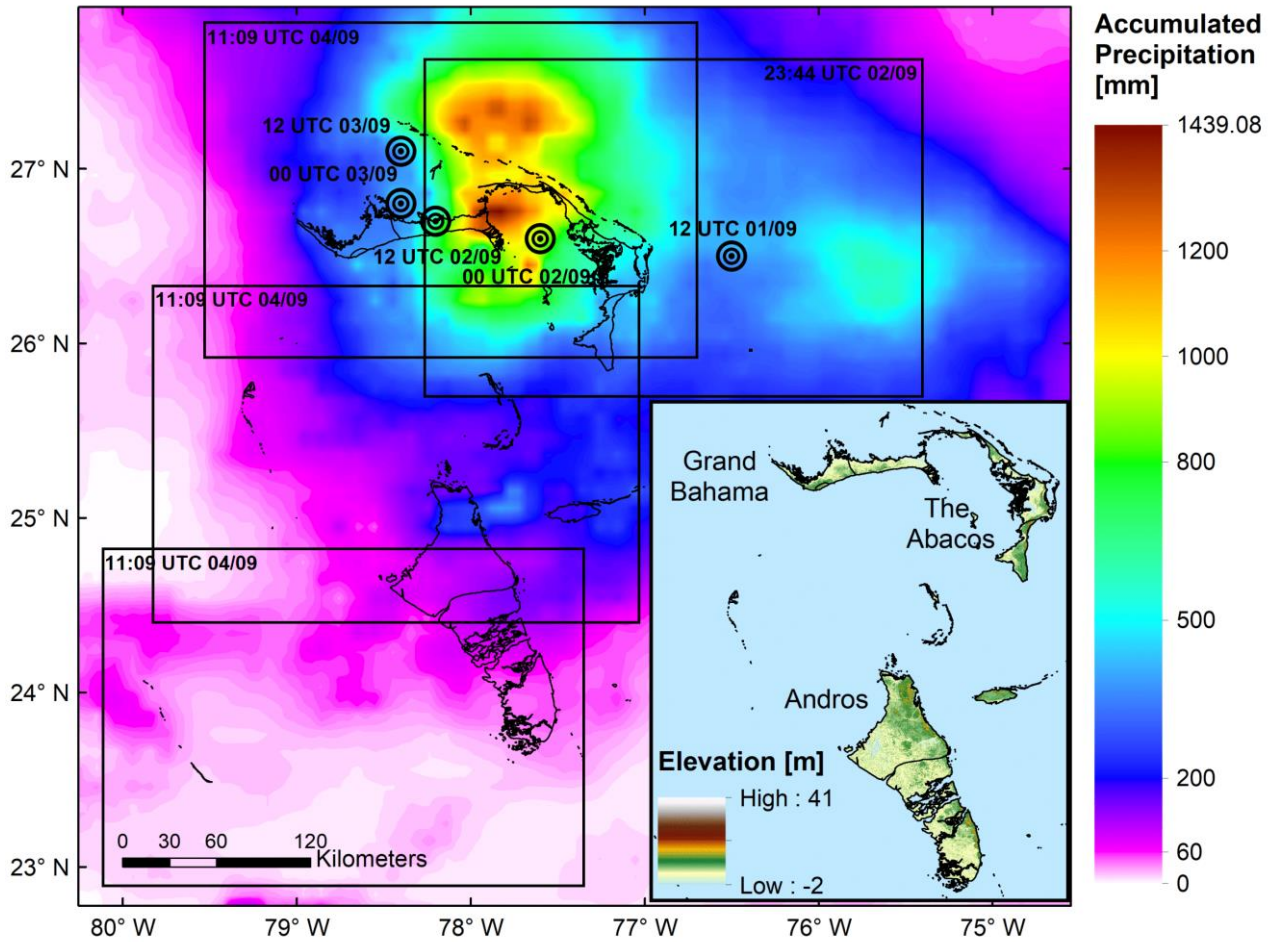 11:09 UTC 04/09
23:44 UTC 02/09
12 UTC 03/09
00 UTC 03/09
12 UTC 02/09
00 UTC 02/09
12 UTC 01/09
11:09 UTC 04/09
11:09 UTC 04/09
27° N
26° N
25° N
24° N
23° N
80° W
79° W
78° W
77° W
76° W
75° W
0 30 60 120
Kilometers
Grand
Bahama
The
Abacos
Andros
Elevation [m]
High : 41
Low : -2
Accumulated
Precipitation
[mm]
1439.08
1200
1000
800
500
200
60
0